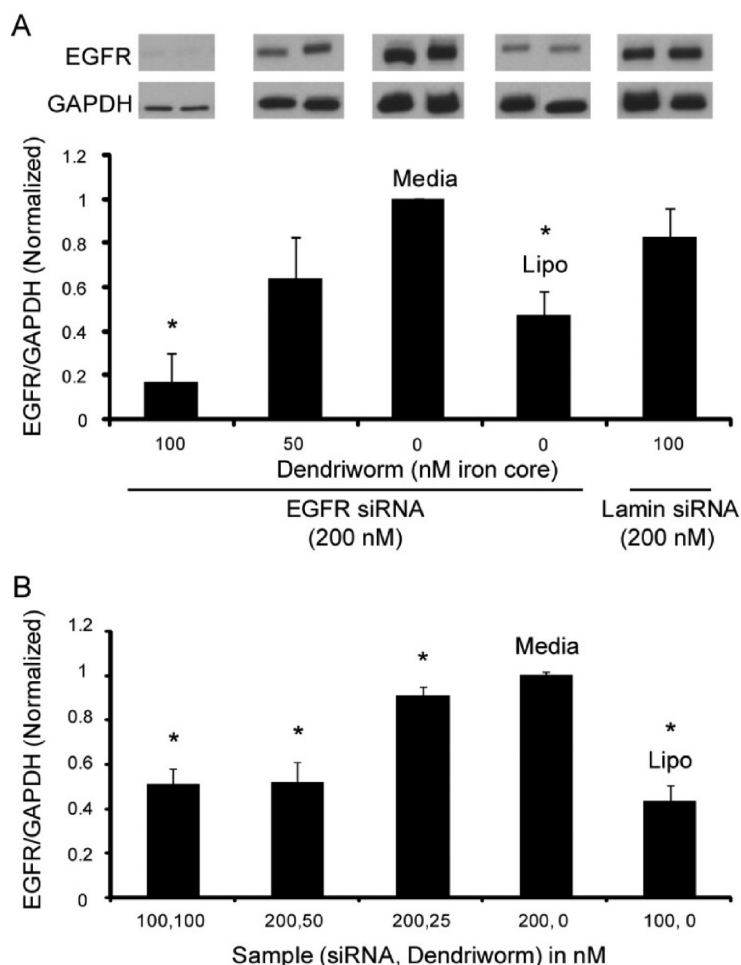 A
EGFR
GAPDH
EGFR/GAPDH (Normalized)
1.2
1
0.8
0.6
0.4
0.2
0
*
Media
*
Lipo
100 50 0 0 100
Dendriworm (nM iron core)
EGFR siRNA Lamin siRNA
(200 nM) (200 nM)
B
EGFR/GAPDH (Normalized)
1.2
1
0.8
0.6
0.4
0.2
0
*
*
*
Media
*
Lipo
100,100 200,50 200,25 200, 0 100, 0
Sample (siRNA, Dendriworm) in nM